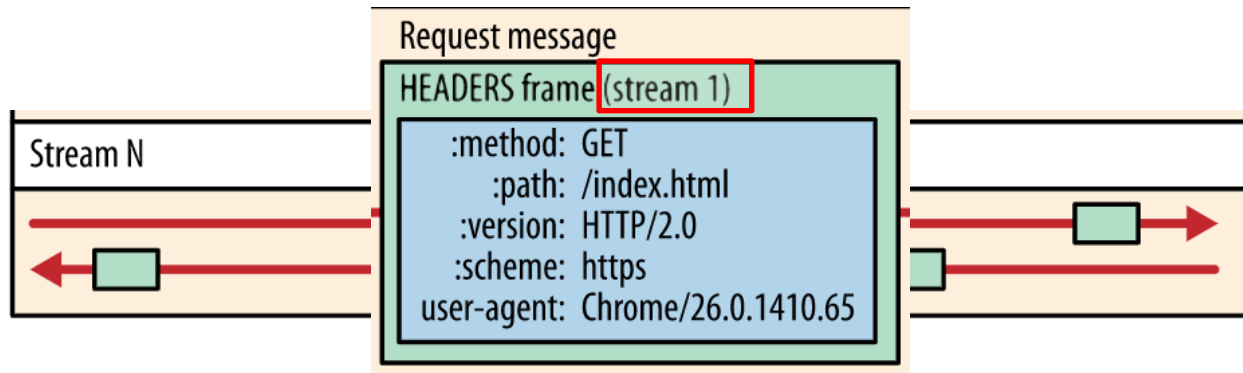 Request message
HEADERS frame (stream 1)
Stream N
:method: GET
:path: /index.html
:version: HTTP/2.0
:scheme: https
user-agent: Chrome/26.0.1410.65